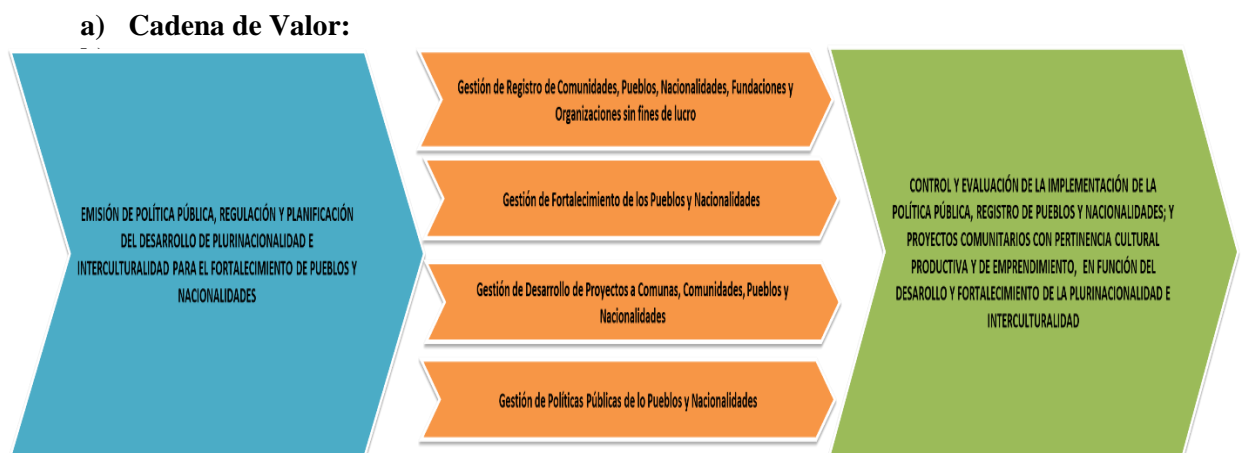 a) Cadena de Valor:
EMISIÓN DE POLÍTICA PÚBLICA, REGULACIÓN Y PLANIFICACIÓN
DEL DESARROLLO DE PLURINACIONALIDAD E
INTERCULTURALIDAD PARA EL FORTALECIMIENTO DE PUEBLOS Y
NACIONALIDADES
Gestión de Registro de Comunidades, Pueblos, Nacionalidades, Fundaciones y
Organizaciones sin fines de lucro
Gestión de Fortalecimiento de los Pueblos y Nacionalidades
Gestión de Desarrollo de Proyectos a Comunas, Comunidades, Pueblos y
Nacionalidades
Gestión de Políticas Públicas de lo Pueblos y Nacionalidades
CONTROL Y EVALUACIÓN DE LA IMPLEMENTACIÓN DE LA
POLÍTICA PÚBLICA, REGISTRO DE PUEBLOS Y NACIONALIDADES; Y
PROYECTOS COMUNITARIOS CON PERTINENCIA CULTURAL
PRODUCTIVA Y DE EMPRENDIMIENTO, EN FUNCIÓN DEL
DESAROLLO Y FORTALECIMIENTO DE LA PLURINACIONALIDAD E
INTERCULTURALIDAD